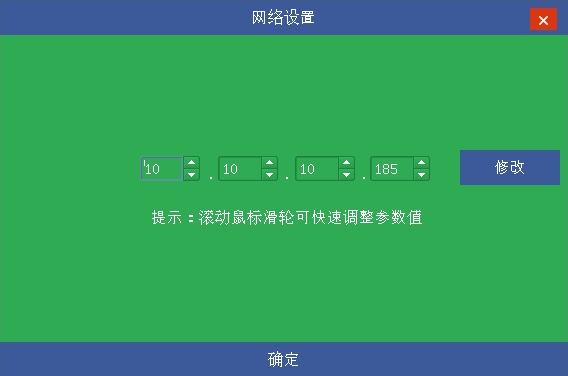 网络设置
10 . 10 . 10 . 185
修改
提示：滚动鼠标滑轮可快速调整参数值
确定